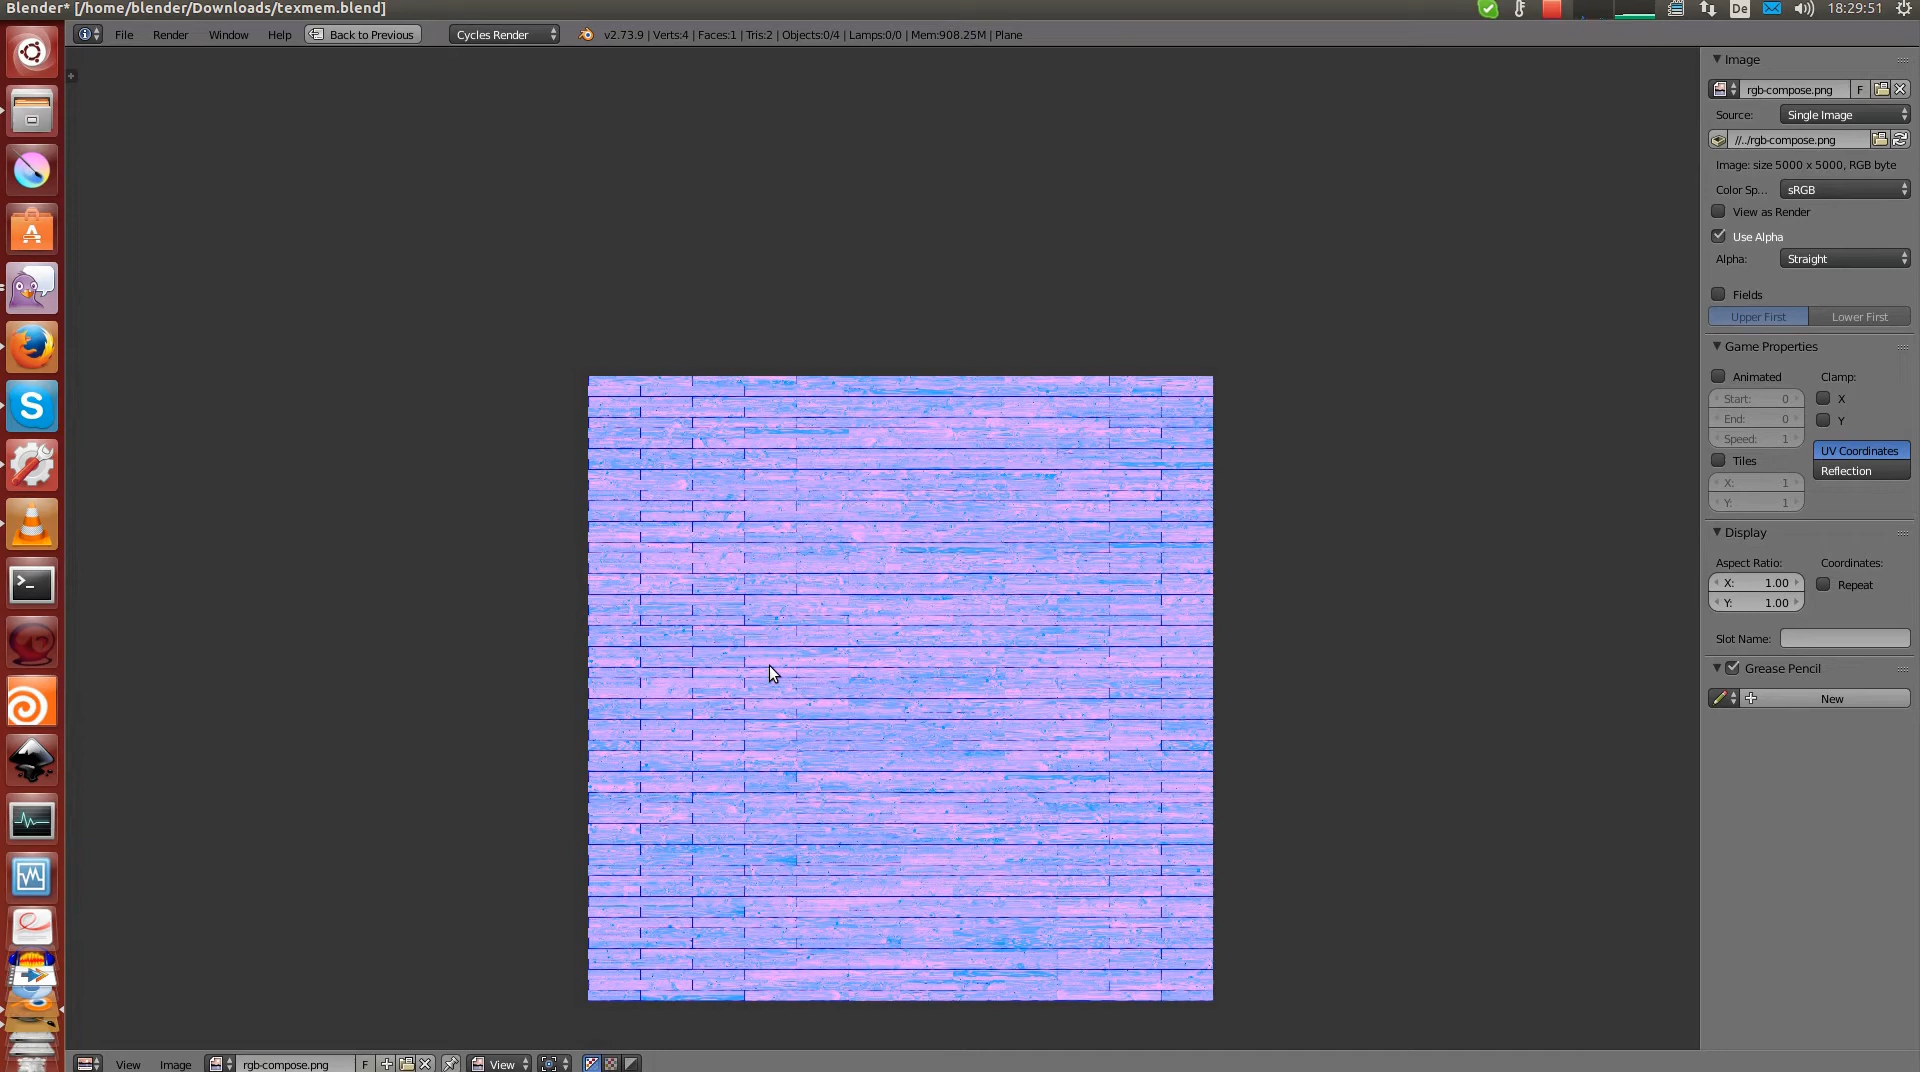 Blender* [/home/blender/Downloads/texmem.blend]
De
18:29:51
File Render Window Help Back to Previous Cycles Render v2.73.9 | Verts:4 | Faces:1 | Tris:2 | Objects:0/4 | Lamps:0/0 | Mem:908.25M | Plane
Image
rgb-compose.png F
Source: Single Image
//../rgb-compose.png
Image: size 5000 x 5000, RGB byte
Color Sp... sRGB
View as Render
Use Alpha
Alpha: Straight
Fields
Upper First Lower First
Game Properties
Animated Clamp:
Start: 0 X
End: 0 Y
Speed: 1
UV Coordinates
Tiles Reflection
X: 1
Y: 1
Display
Aspect Ratio: Coordinates:
X: 1.00 Repeat
Y: 1.00
Slot Name:
Grease Pencil
New
View Image rgb-compose.png F View